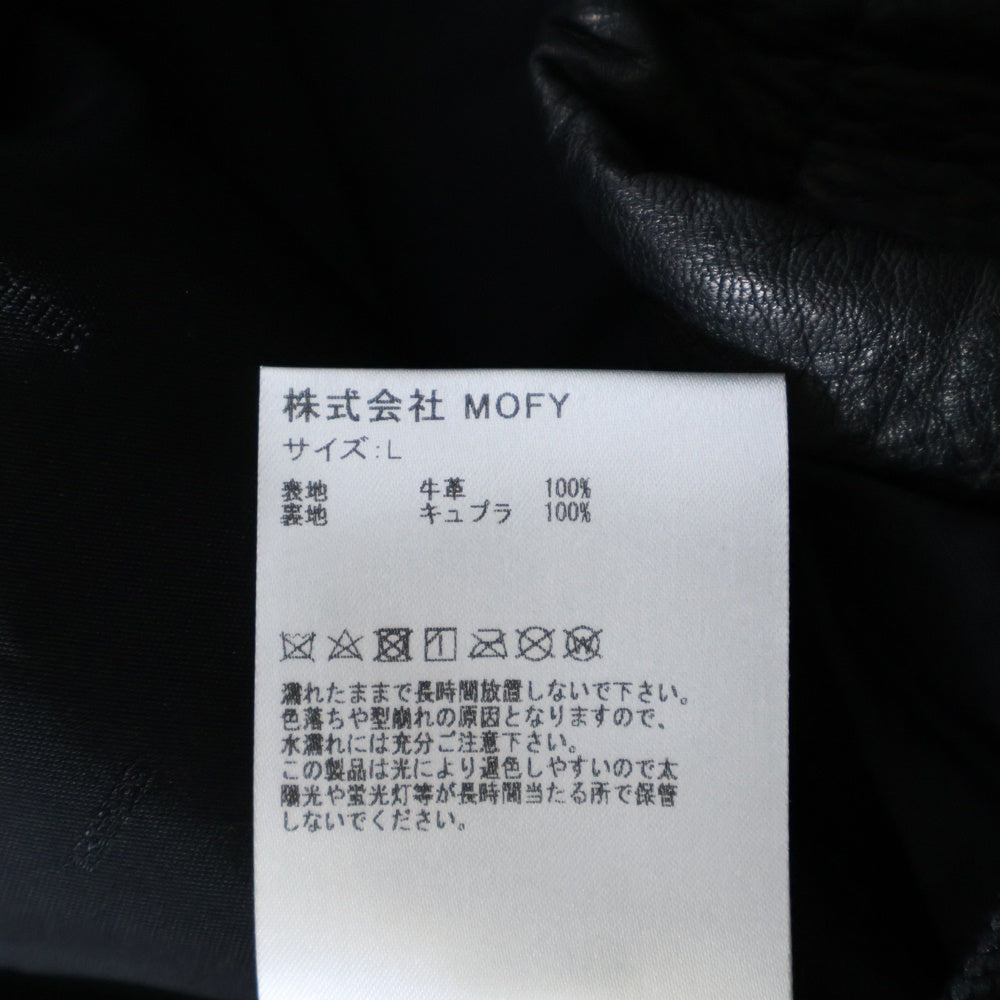 株式会社 MOFY
サイズ:L
表地 牛革 100%
裏地 キュプラ 100%
濡れたままで長時間放置しないで下さい。
色落ちや型崩れの原因となりますので、
水濡れには充分ご注意下さい。
この製品は光により退色しやすいので太
陽光や蛍光灯等が長時間当たる所で保管
しないでください。